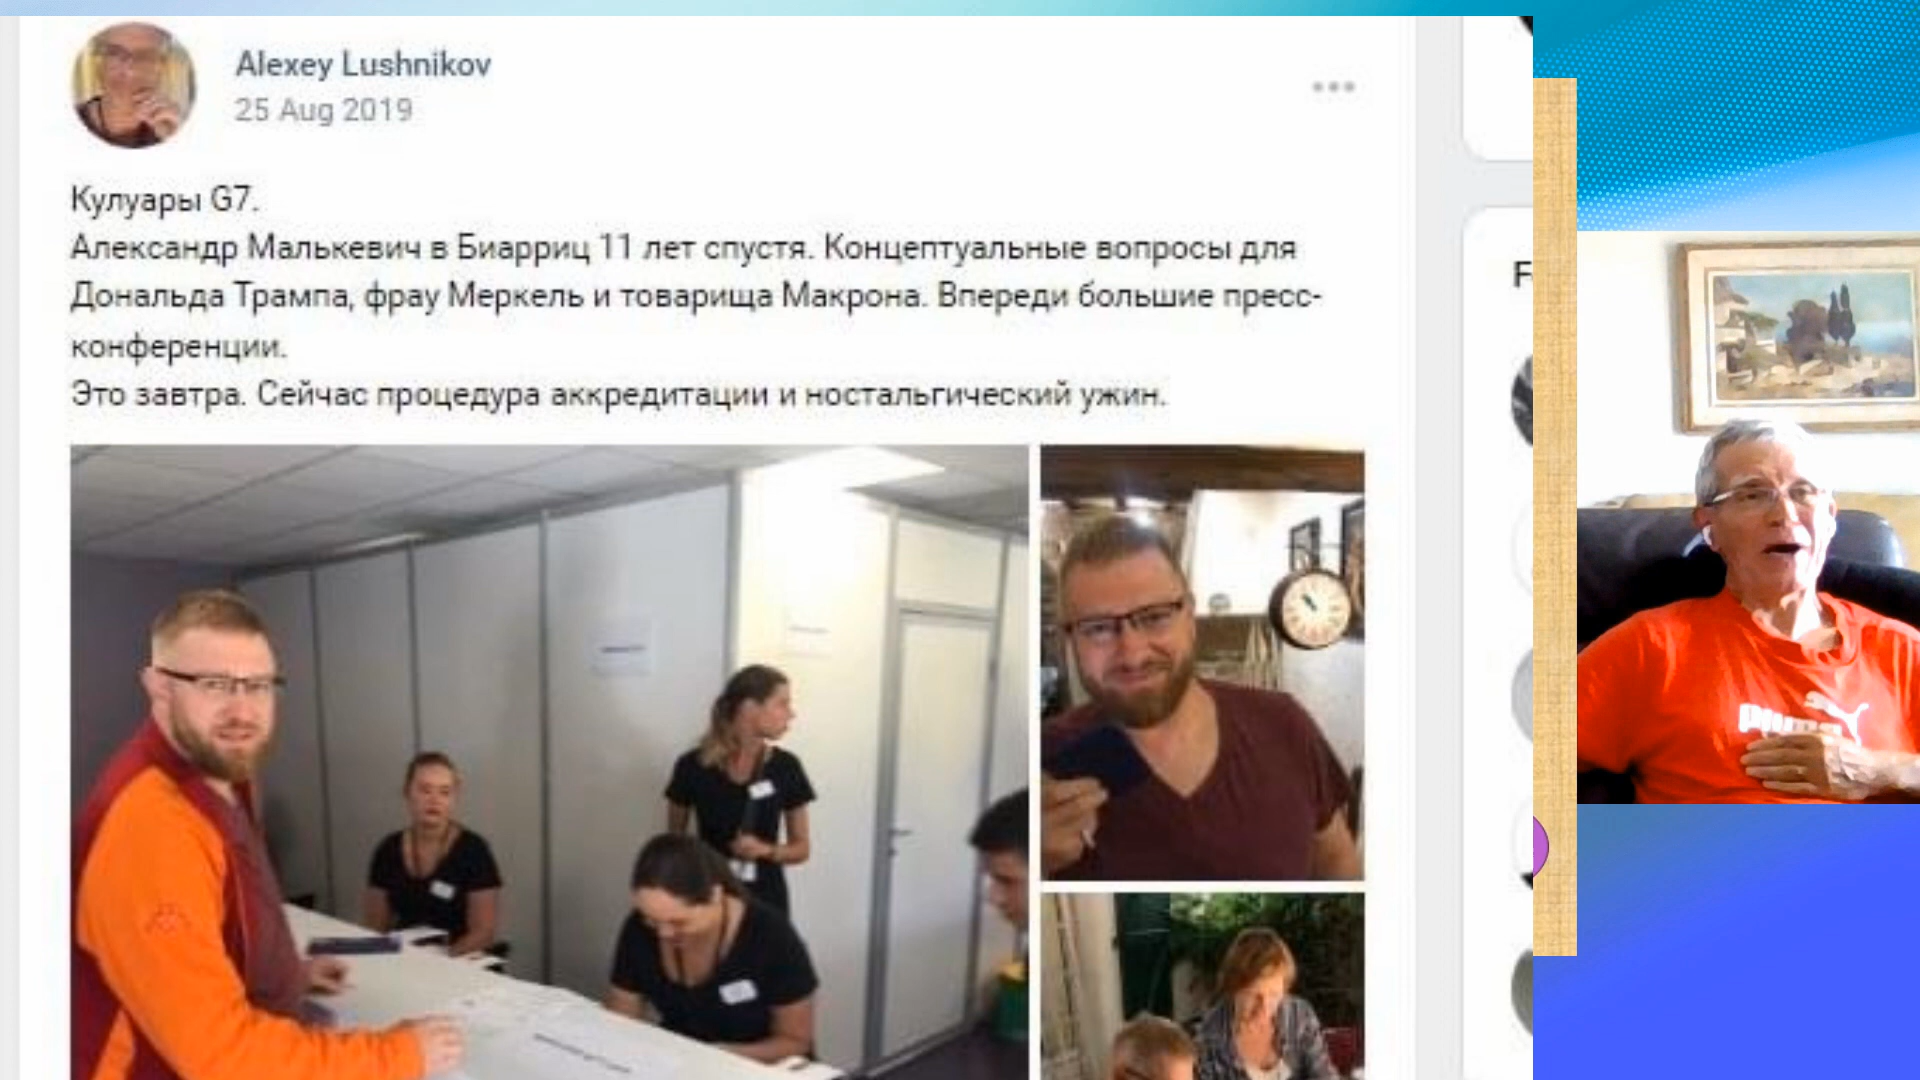 Alexey Lushnikov
25 Aug 2019
Кулуары G7.
Александр Малькевич в Биарриц 11 лет спустя. Концептуальные вопросы для
Дональда Трампа, фрау Меркель и товарища Макрона. Впереди большие пресс-
конференции.
Это завтра. Сейчас процедура аккредитации и ностальгический ужин.
F
PUMA